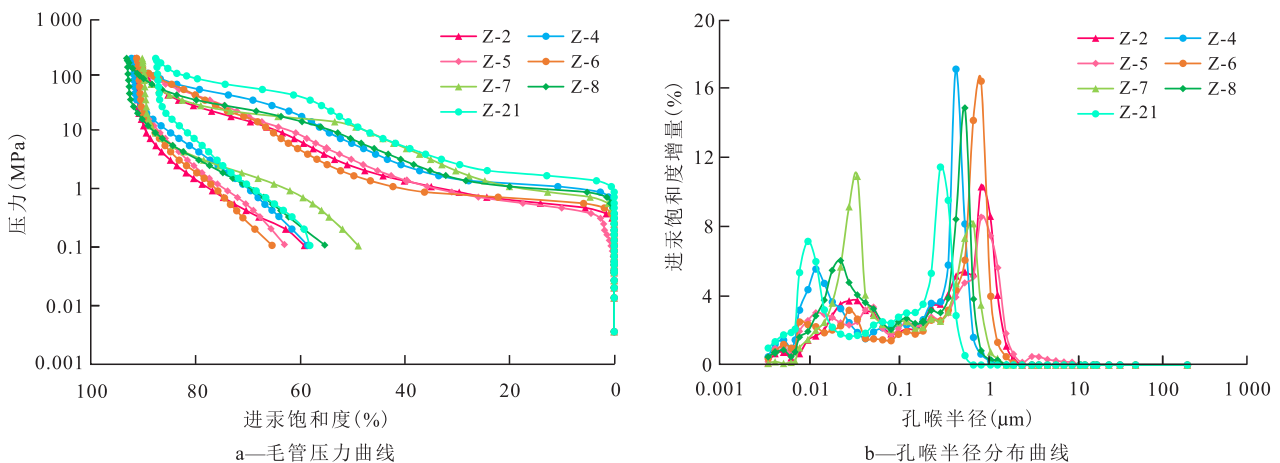 1 000
100
10
1
0.1
0.01
0.001
压力(MPa)
100
80
60
40
20
0
进汞饱和度(%)
Z-2
Z-4
Z-5
Z-6
Z-7
Z-8
Z-21
a—毛管压力曲线
20
16
12
8
4
0
进汞饱和度增量(%)
0.001
0.01
0.1
1
10
100
1 000
孔喉半径(μm)
Z-2
Z-4
Z-5
Z-6
Z-7
Z-8
Z-21
b—孔喉半径分布曲线